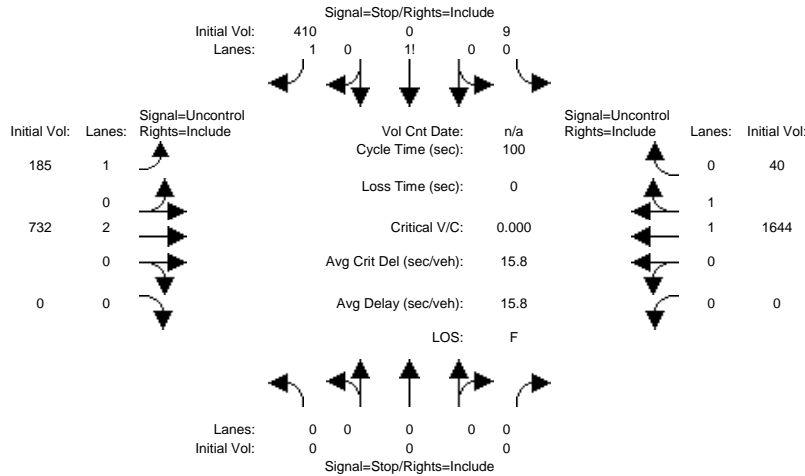 Signal=Stop/Rights=Include
Initial Vol: 410 0 9
Lanes: 1 0 1! 0 0
Signal=Uncontrol
Initial Vol: Lanes: Rights=Include
Vol Cnt Date: n/a
Signal=Uncontrol
Rights=Include Lanes: Initial Vol:
Cycle Time (sec): 100
185 1
0 40
Loss Time (sec): 0
0
1
732 2
Critical V/C: 0.000
1 1644
0
Avg Crit Del (sec/veh): 15.8
0
0 0
Avg Delay (sec/veh): 15.8
0 0
LOS: F
Lanes: 0 0 0 0 0
Initial Vol: 0 0 0
Signal=Stop/Rights=Include